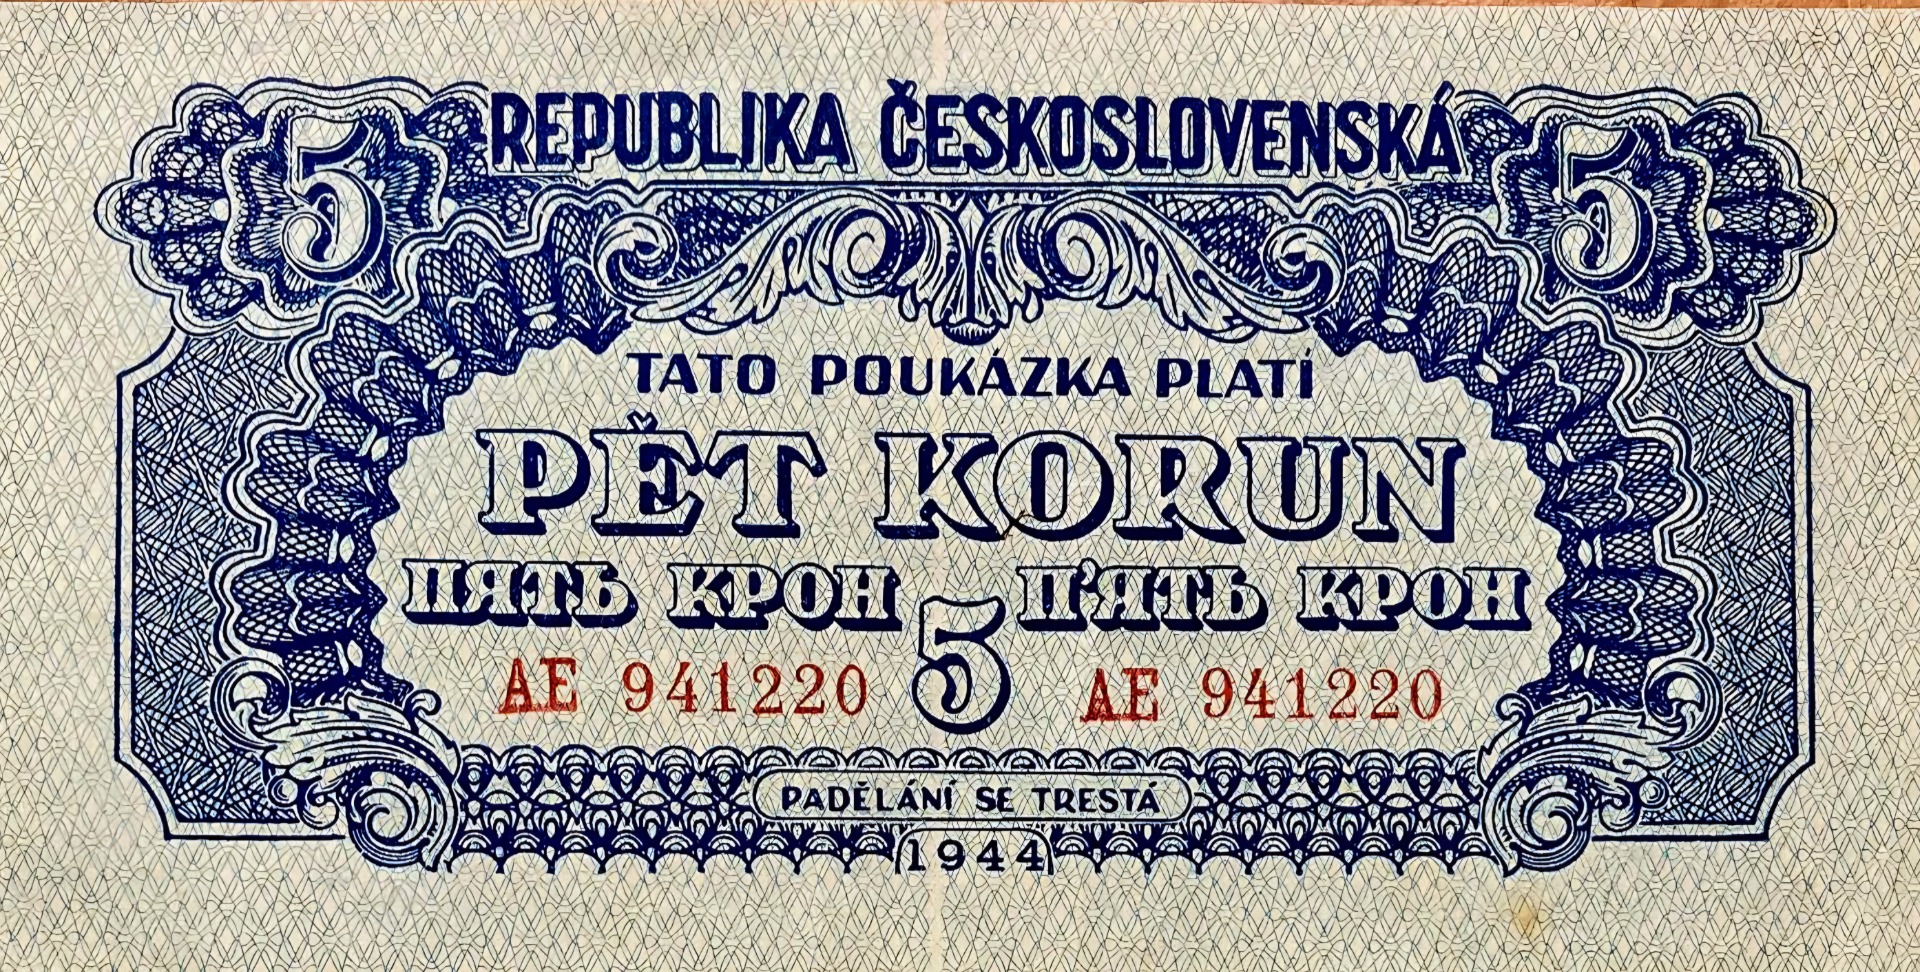 5 REPUBLIKA ČESKOSLOVENSKÁ 5
TATO POUKÁZKA PLATÍ
PĚT KORUN
ПЯТЬ КРОН П'ЯТЬ КРОН
5
AE 941220 AE 941220
PADĚLÁNÍ SE TRESTÁ
1944